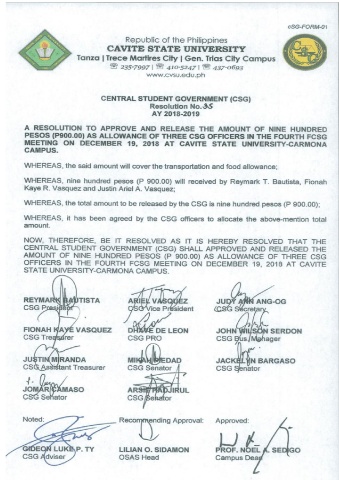 CSG-FORM-01
Republic of the Philippines
CAVITE STATE UNIVERSITY
Tanza | Trece Martires City | Gen. Trias City Campus
☏ 235-7997 | ☏ 410-5247 | ☏ 437-0693
www.cvsu.edu.ph
CENTRAL STUDENT GOVERNMENT (CSG)
Resolution No. 35
AY 2018-2019
A RESOLUTION TO APPROVE AND RELEASE THE AMOUNT OF NINE HUNDRED
PESOS (P900.00) AS ALLOWANCE OF THREE CSG OFFICERS IN THE FOURTH FCSG
MEETING ON DECEMBER 19, 2018 AT CAVITE STATE UNIVERSITY-CARMONA
CAMPUS.
WHEREAS, the said amount will cover the transportation and food allowance;
WHEREAS, nine hundred pesos (P 900.00) will received by Reymark T. Bautista, Fionah
Kaye R. Vasquez and Justin Ariel A. Vasquez;
WHEREAS, the total amount to be released by the CSG is nine hundred pesos (P 900.00);
WHEREAS, it has been agreed by the CSG officers to allocate the above-mention total
amount.
NOW, THEREFORE, BE IT RESOLVED AS IT IS HEREBY RESOLVED THAT THE
CENTRAL STUDENT GOVERNMENT (CSG) SHALL APPROVED AND RELEASED THE
AMOUNT OF NINE HUNDRED PESOS (P 900.00) AS ALLOWANCE OF THREE CSG
OFFICERS IN THE FOURTH FCSG MEETING ON DECEMBER 19, 2018 AT CAVITE
STATE UNIVERSITY-CARMONA CAMPUS.
REYMARK BAUTISTA ARIEL VASQUEZ JUDY ANN ANG-OG
CSG President CSG Vice President CSG Secretary
FIONAH KAYE VASQUEZ DHAVE DE LEON JOHN WILSON SERDON
CSG Treasurer CSG PRO CSG Bus. Manager
JUSTIN MIRANDA MIKAH PIEDAD JACKELYN BARGASO
CSG Assistant Treasurer CSG Senator CSG Senator
JOMAR CAMASO ARSID PADJIRUL
CSG Senator CSG Senator
Noted: Recommending Approval: Approved:
GIDEON LUKE P. TY LILIAN O. SIDAMON PROF. NOEL A. SEDIGO
CSG Adviser OSAS Head Campus Dean